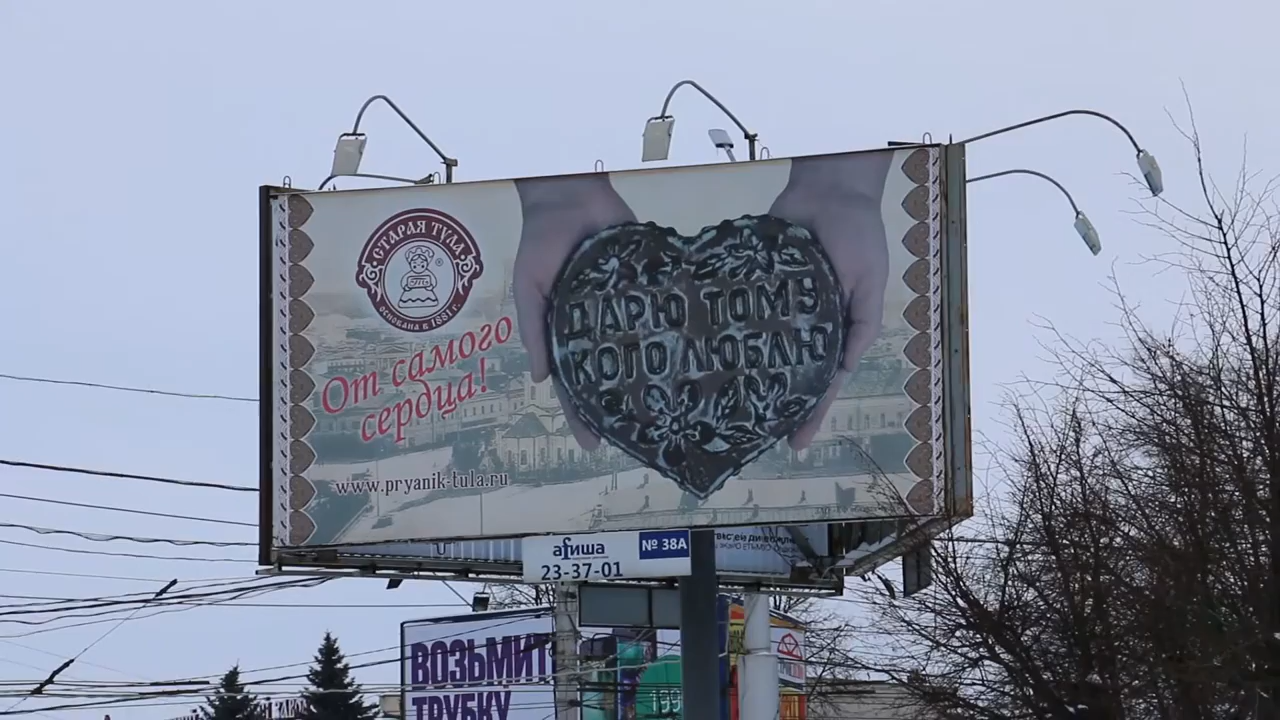 СТАРАЯ ТУЛА
®
основана в 1881 г.
От самого
сердца!
www.pryanik-tula.ru
ДАРЮ ТОМУ
КОГО ЛЮБЛЮ
афиша
№ 38А
23-37-01
ВОЗЬМИТ
ТРУБКУ
199